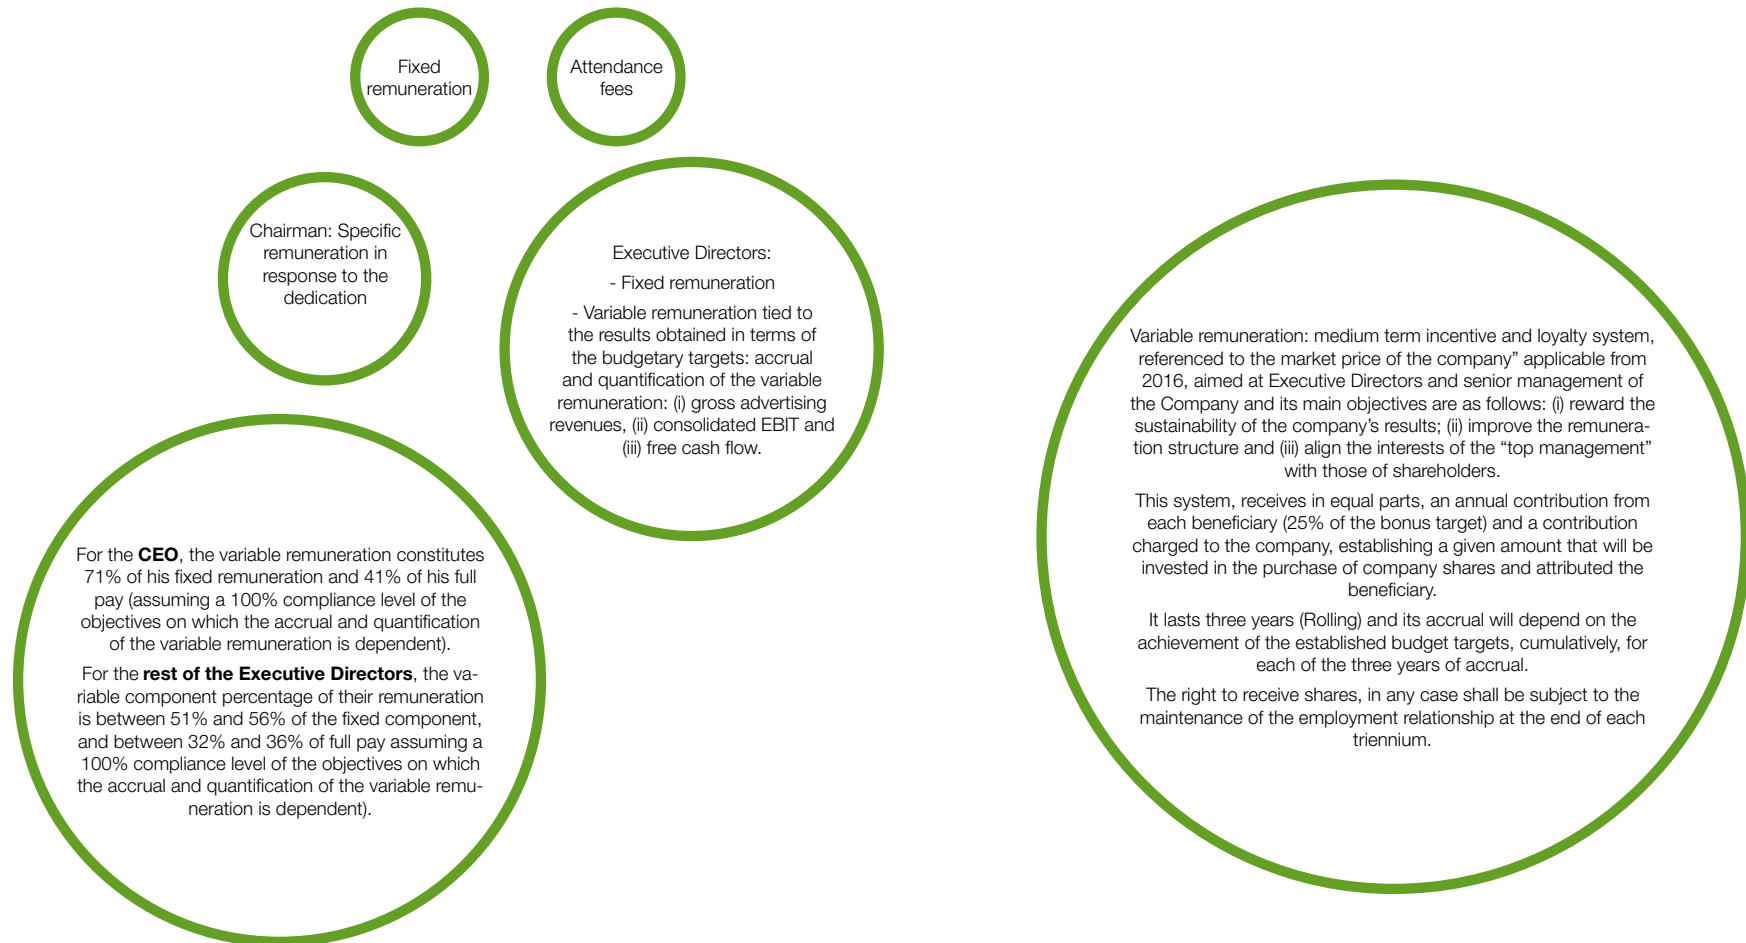 Fixed
remuneration
Attendance
fees
Chairman: Specific
remuneration in
response to the
dedication
Executive Directors:
- Fixed remuneration
- Variable remuneration tied to
the results obtained in terms of
the budgetary targets: accrual
and quantification of the variable
remuneration: (i) gross advertising
revenues, (ii) consolidated EBIT and
(iii) free cash flow.
For the CEO, the variable remuneration constitutes
71% of his fixed remuneration and 41% of his full
pay (assuming a 100% compliance level of the
objectives on which the accrual and quantification
of the variable remuneration is dependent).
For the rest of the Executive Directors, the va-
riable component percentage of their remuneration
is between 51% and 56% of the fixed component,
and between 32% and 36% of full pay assuming a
100% compliance level of the objectives on which
the accrual and quantification of the variable remu-
neration is dependent).
Variable remuneration: medium term incentive and loyalty system,
referenced to the market price of the company” applicable from
2016, aimed at Executive Directors and senior management of
the Company and its main objectives are as follows: (i) reward the
sustainability of the company’s results; (ii) improve the remunera-
tion structure and (iii) align the interests of the “top management”
with those of shareholders.
This system, receives in equal parts, an annual contribution from
each beneficiary (25% of the bonus target) and a contribution
charged to the company, establishing a given amount that will be
invested in the purchase of company shares and attributed the
beneficiary.
It lasts three years (Rolling) and its accrual will depend on the
achievement of the established budget targets, cumulatively, for
each of the three years of accrual.
The right to receive shares, in any case shall be subject to the
maintenance of the employment relationship at the end of each
triennium.